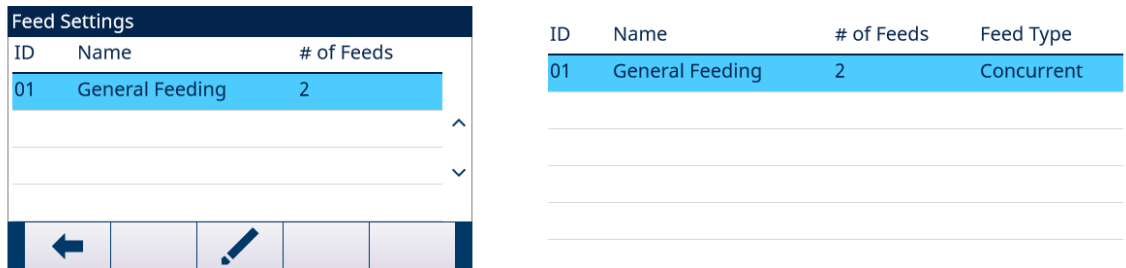 Feed Settings
ID Name # of Feeds
01 General Feeding 2
ID Name # of Feeds Feed Type
01 General Feeding 2 Concurrent